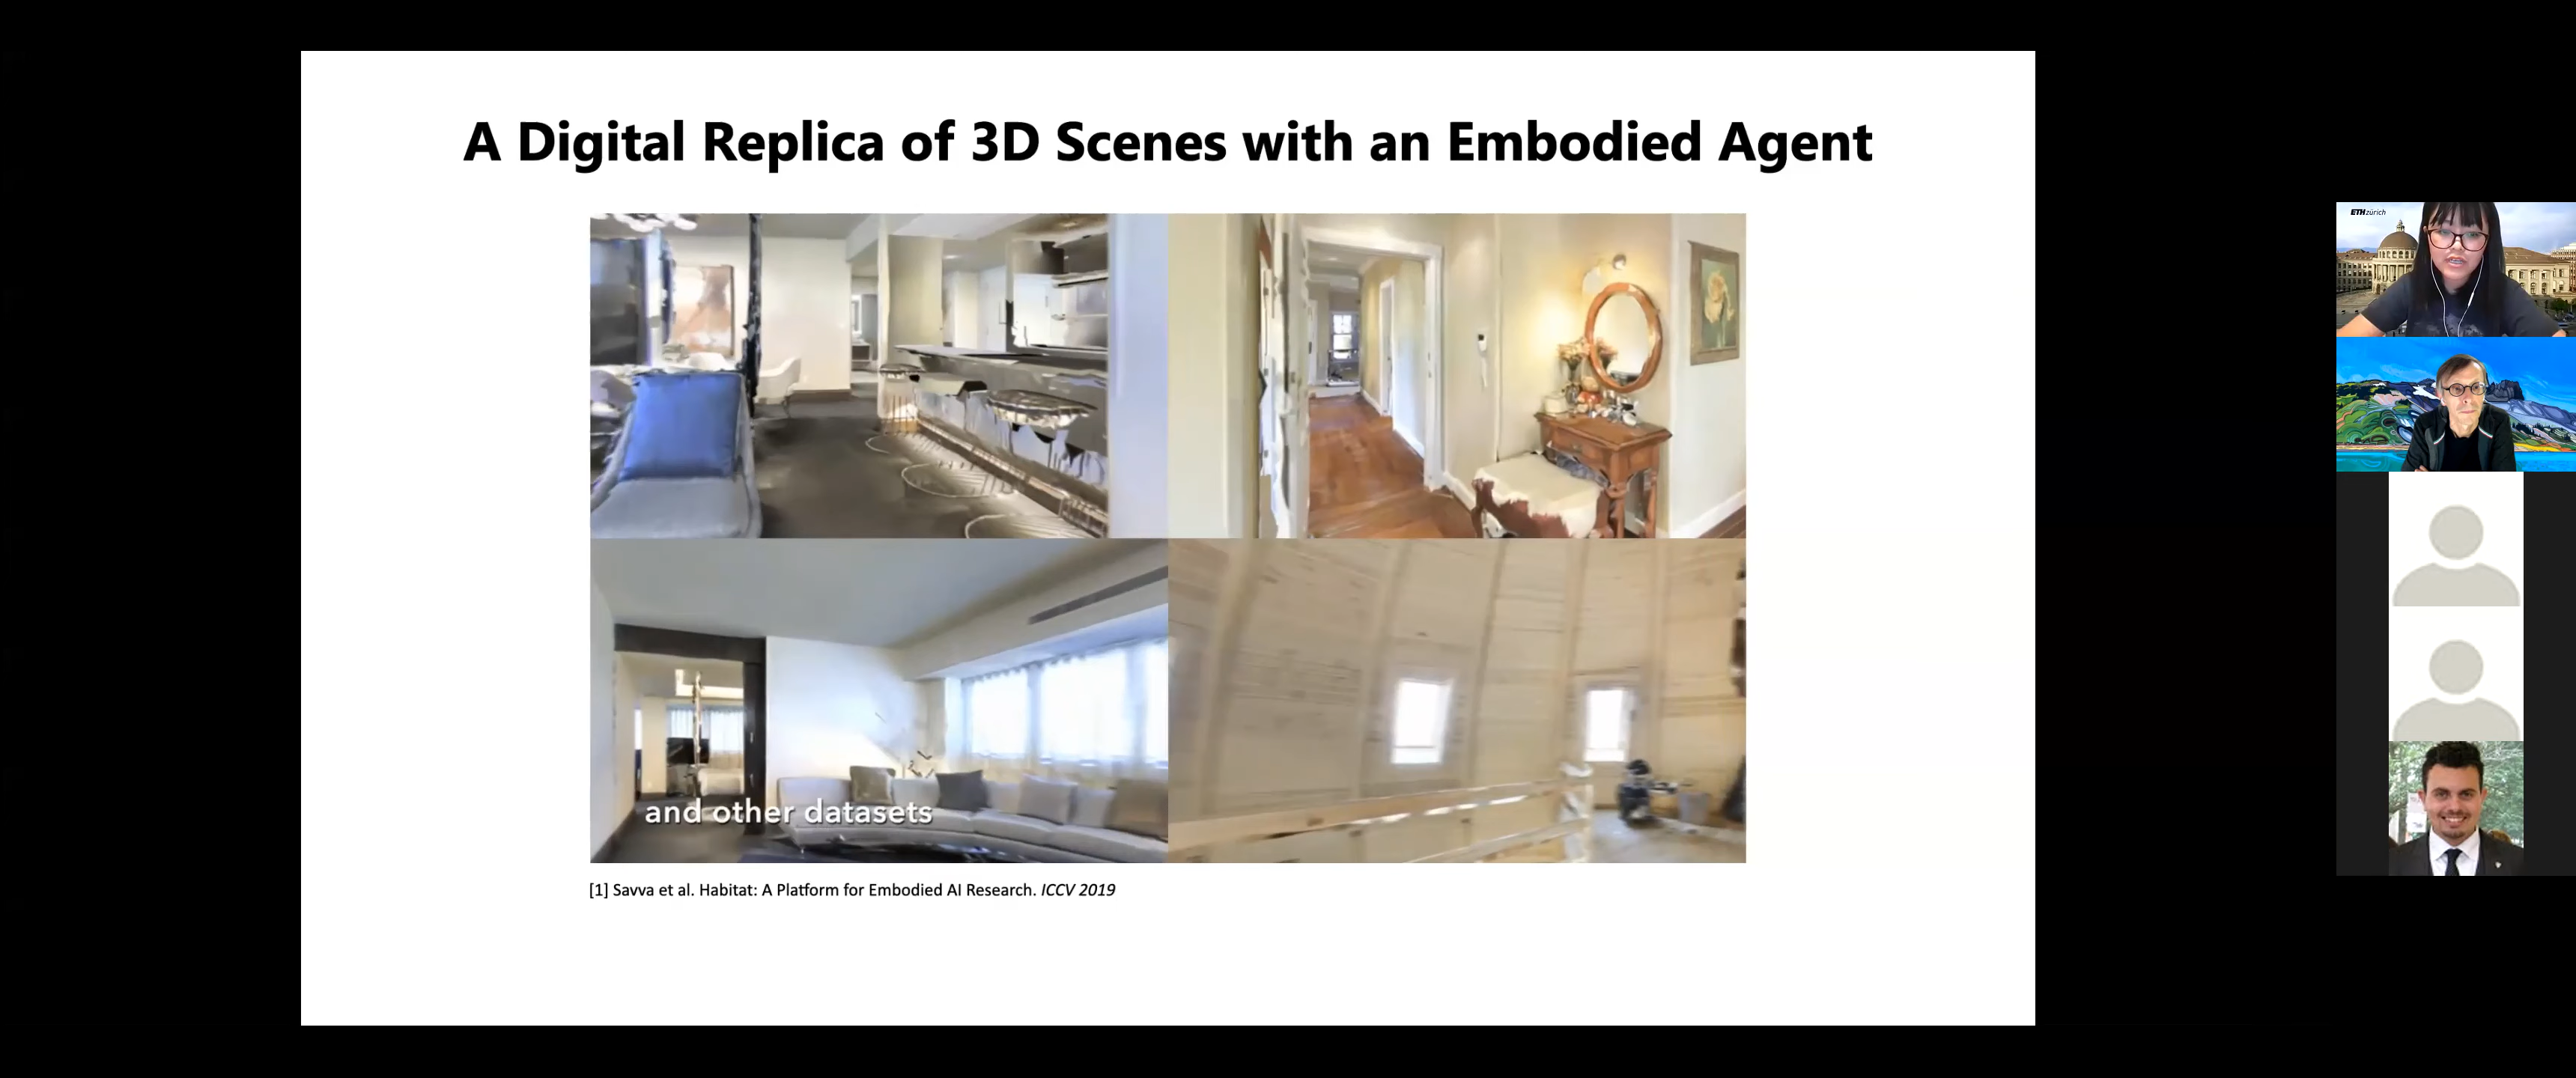 A Digital Replica of 3D Scenes with an Embodied Agent
and other datasets
[1] Savva et al. Habitat: A Platform for Embodied AI Research. ICCV 2019
ETH zürich